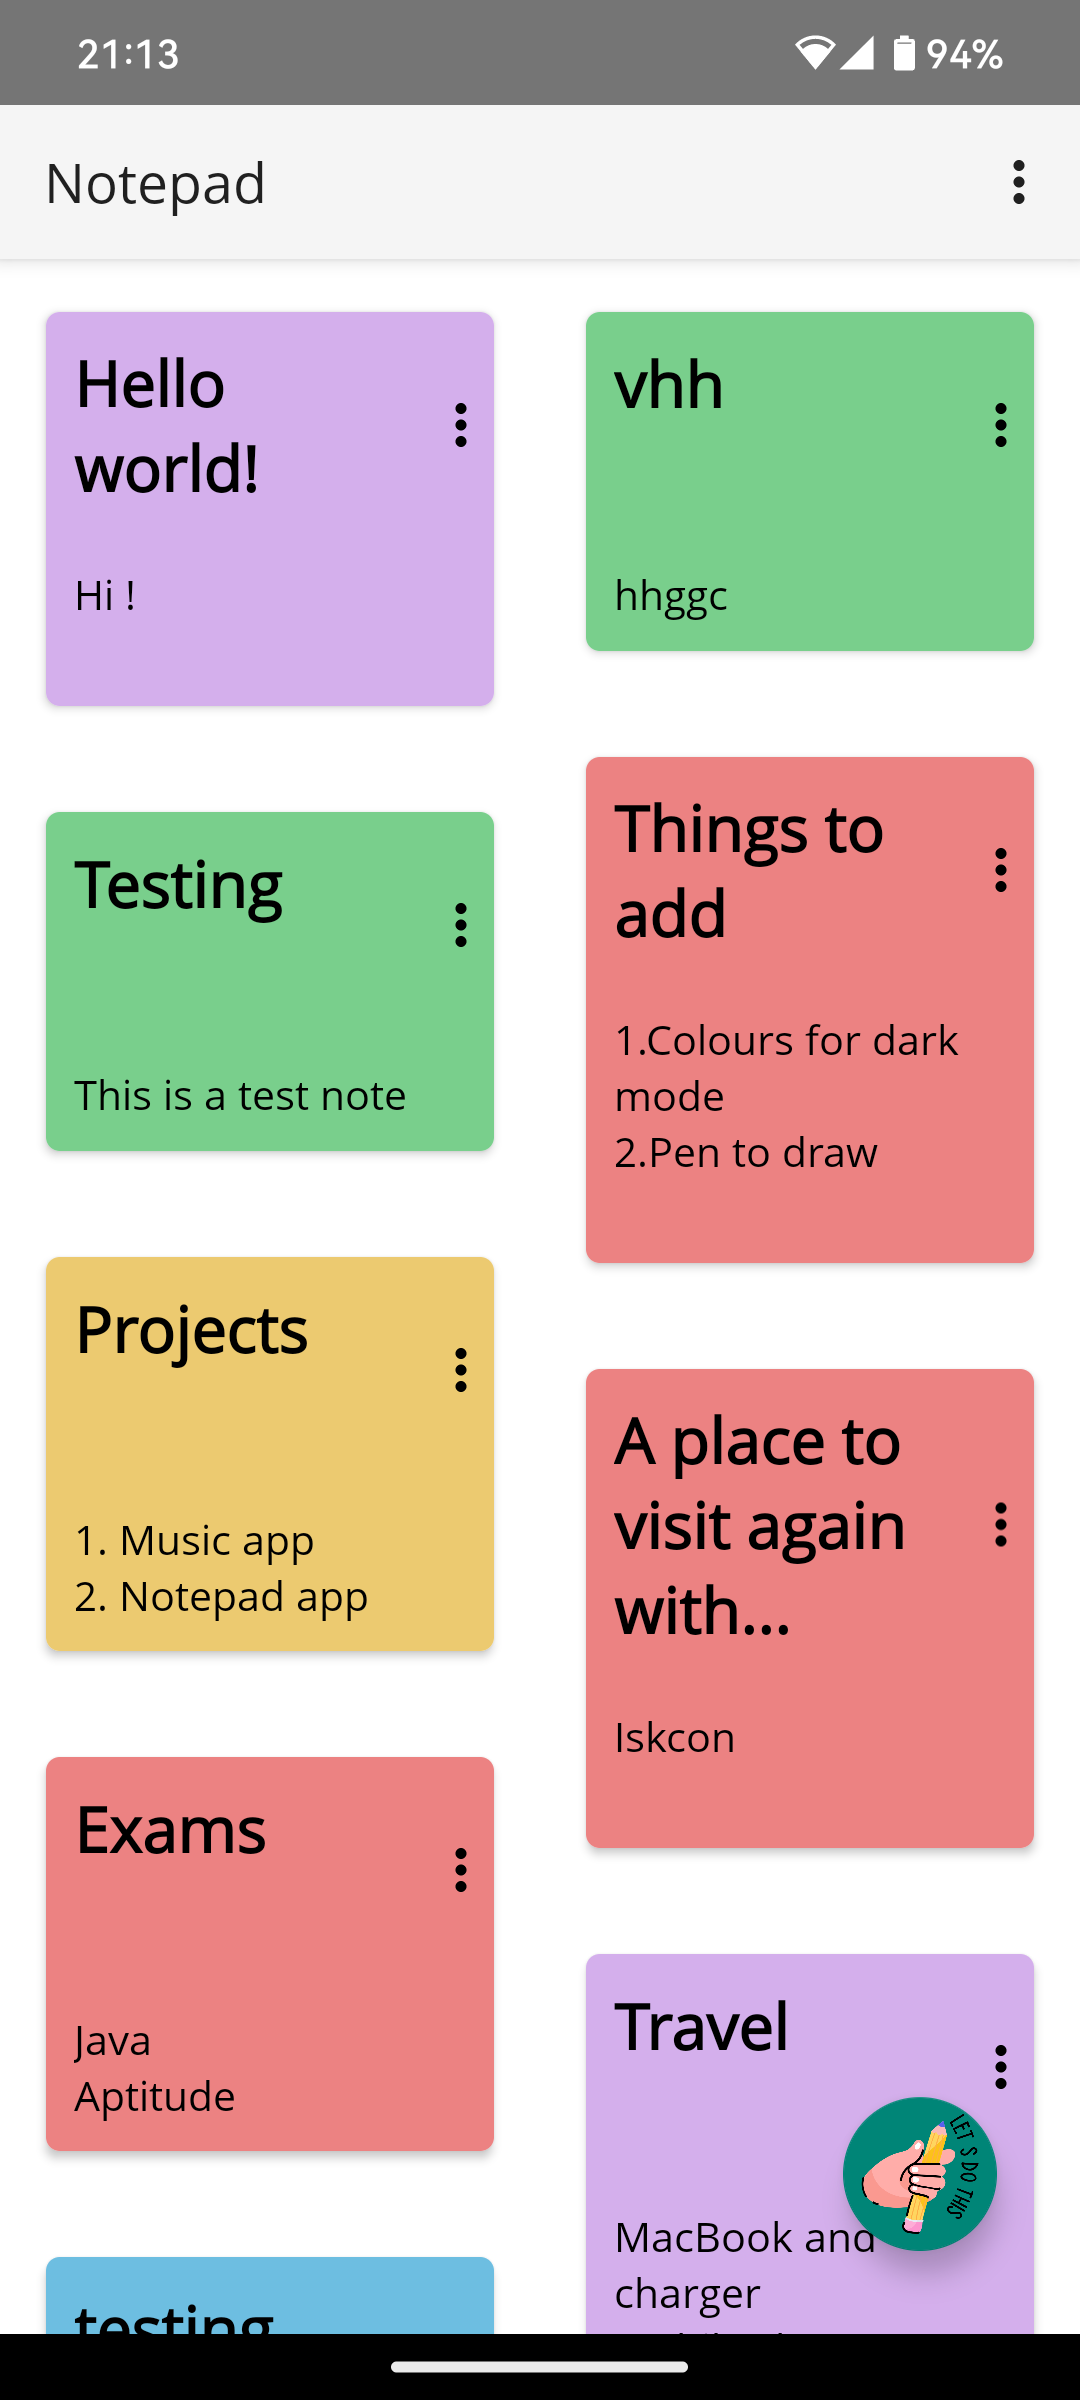 21:13
94%
Notepad
Hello
world!
Hi !
vhh
hhggc
Testing
This is a test note
Things to
add
1.Colours for dark
mode
2.Pen to draw
Projects
1. Music app
2. Notepad app
A place to
visit again
with...
Iskcon
Exams
Java
Aptitude
Travel
MacBook and
charger
LET'S DO THIS
testing